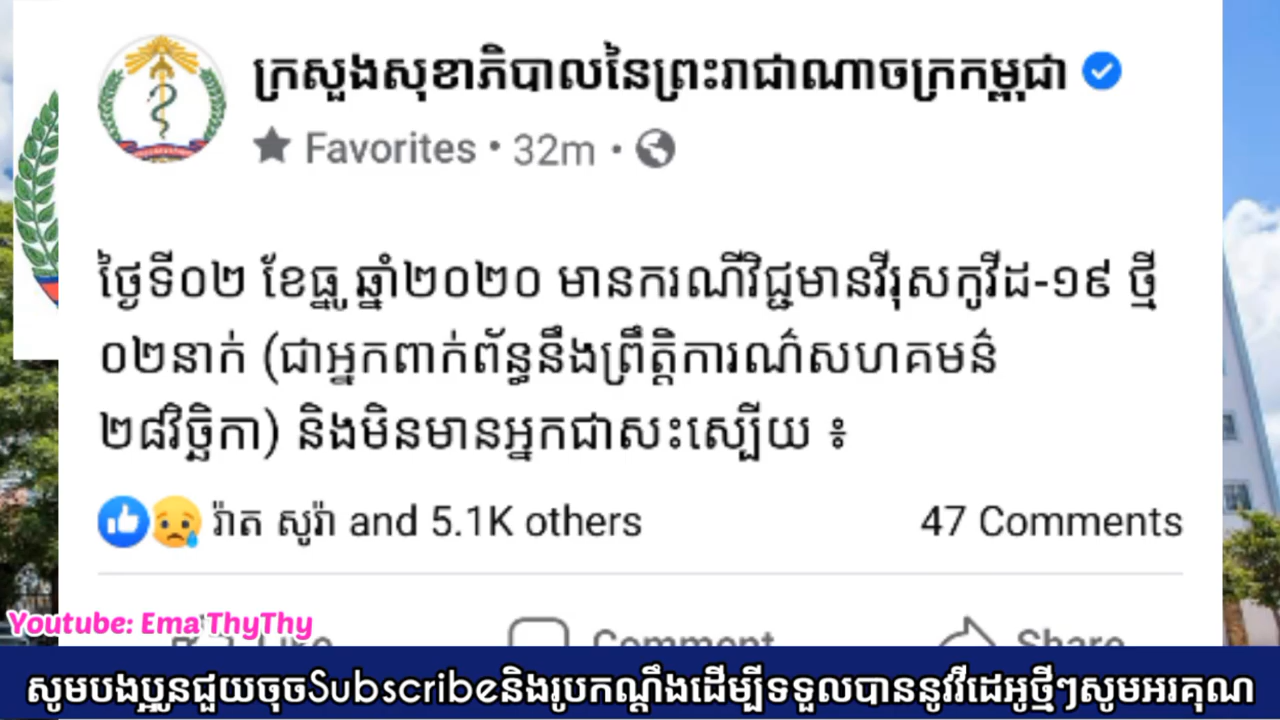 ក្រសួងសុខាភិបាលនៃព្រះរាជាណាចក្រកម្ពុជា
Favorites • 32m •
ថ្ងៃទី០២ ខែធ្នូ ឆ្នាំ២០២០ មានករណីវិជ្ជមានវីរុសកូវីដ-១៩ ថ្មី
០២នាក់ (ជាអ្នកពាក់ព័ន្ធនឹងព្រឹត្តិការណ៍សហគមន៍
២៨វិច្ឆិកា) និងមិនមានអ្នកជាសះស្បើយ ៖
រ៉ាត សូរ៉ា and 5.1K others 47 Comments
Like Comment Share
Youtube: Ema ThyThy
សូមបងប្អូនជួយចុចSubscribeនិងរូបកណ្ដឹងដើម្បីទទួលបាននូវវីដេអូថ្មីៗសូមអរគុណ